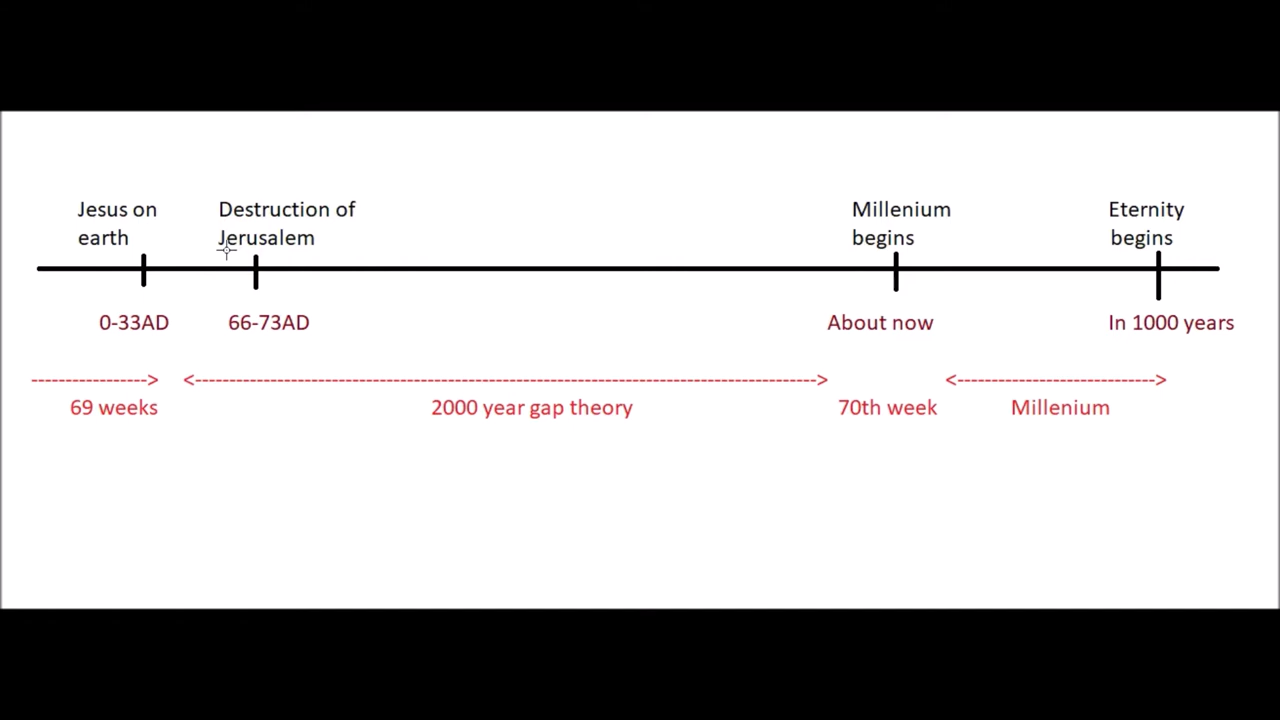 Jesus on
earth
Destruction of
Jerusalem
Millenium
begins
Eternity
begins
0-33AD
66-73AD
About now
In 1000 years
69 weeks
2000 year gap theory
70th week
Millenium